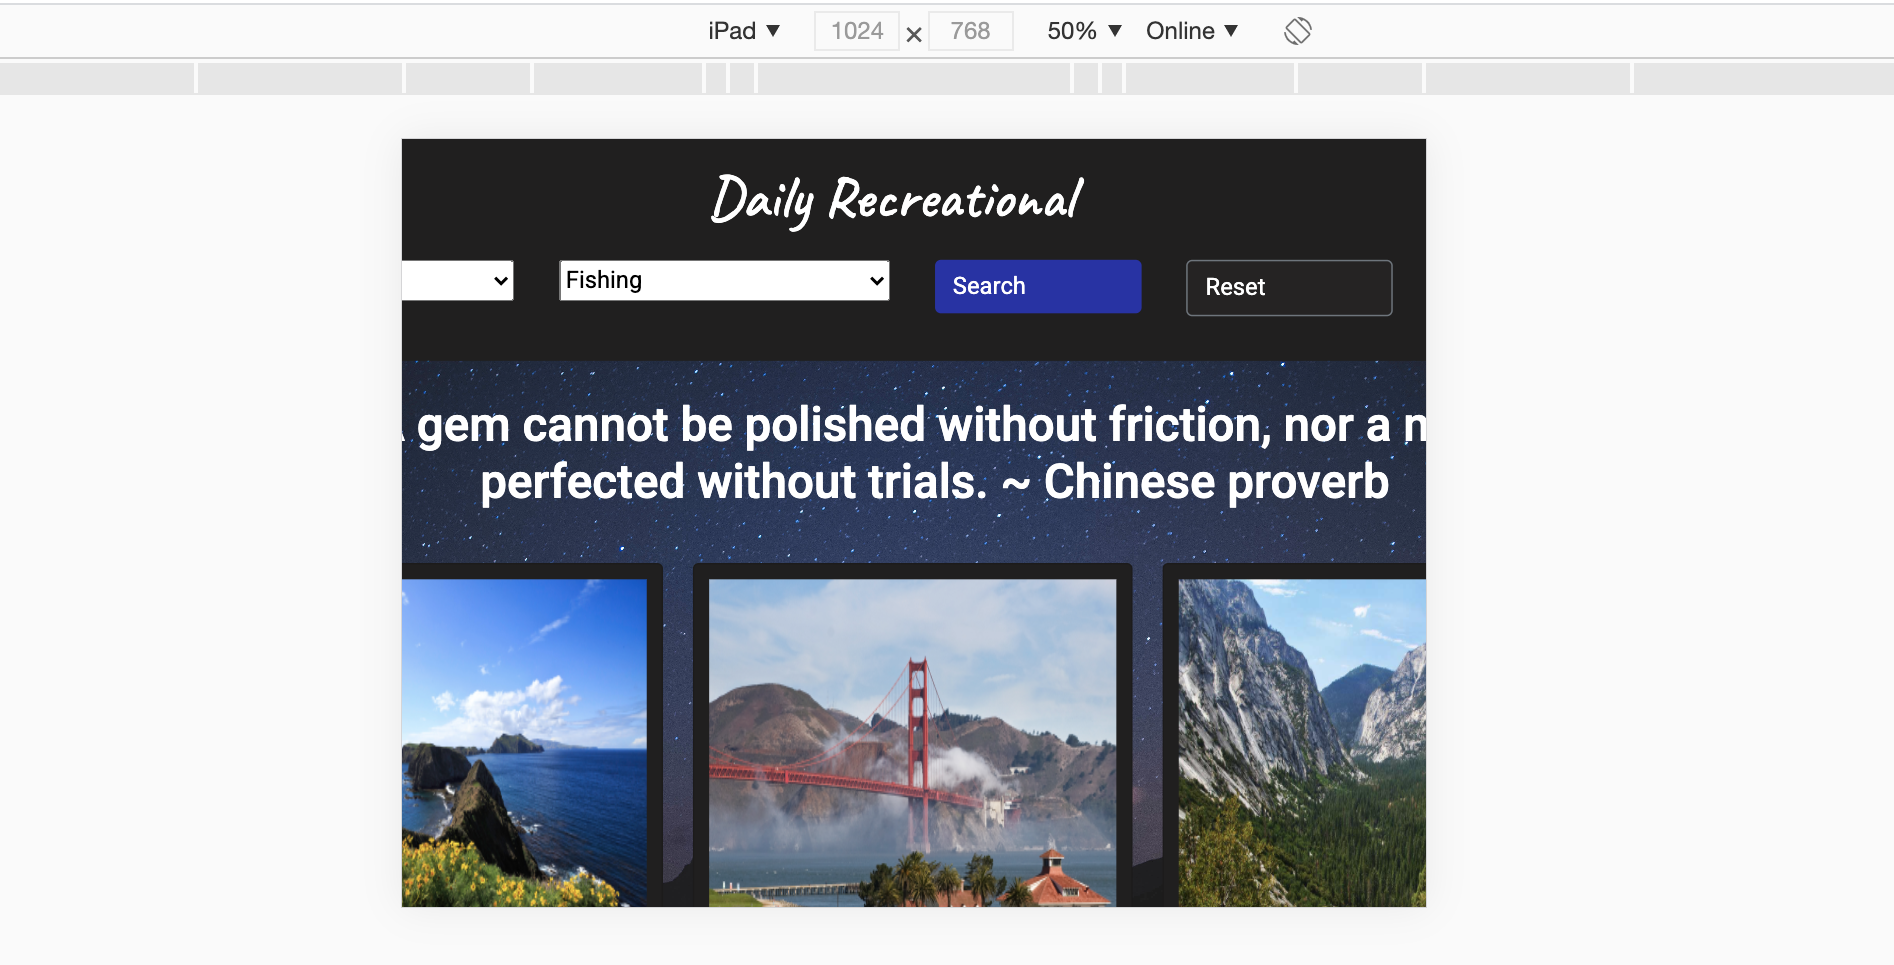 iPad ▼ 1024 × 768 50% ▼ Online ▼
Daily Recreational
Fishing Search Reset
gem cannot be polished without friction, nor a
perfected without trials. ~ Chinese proverb